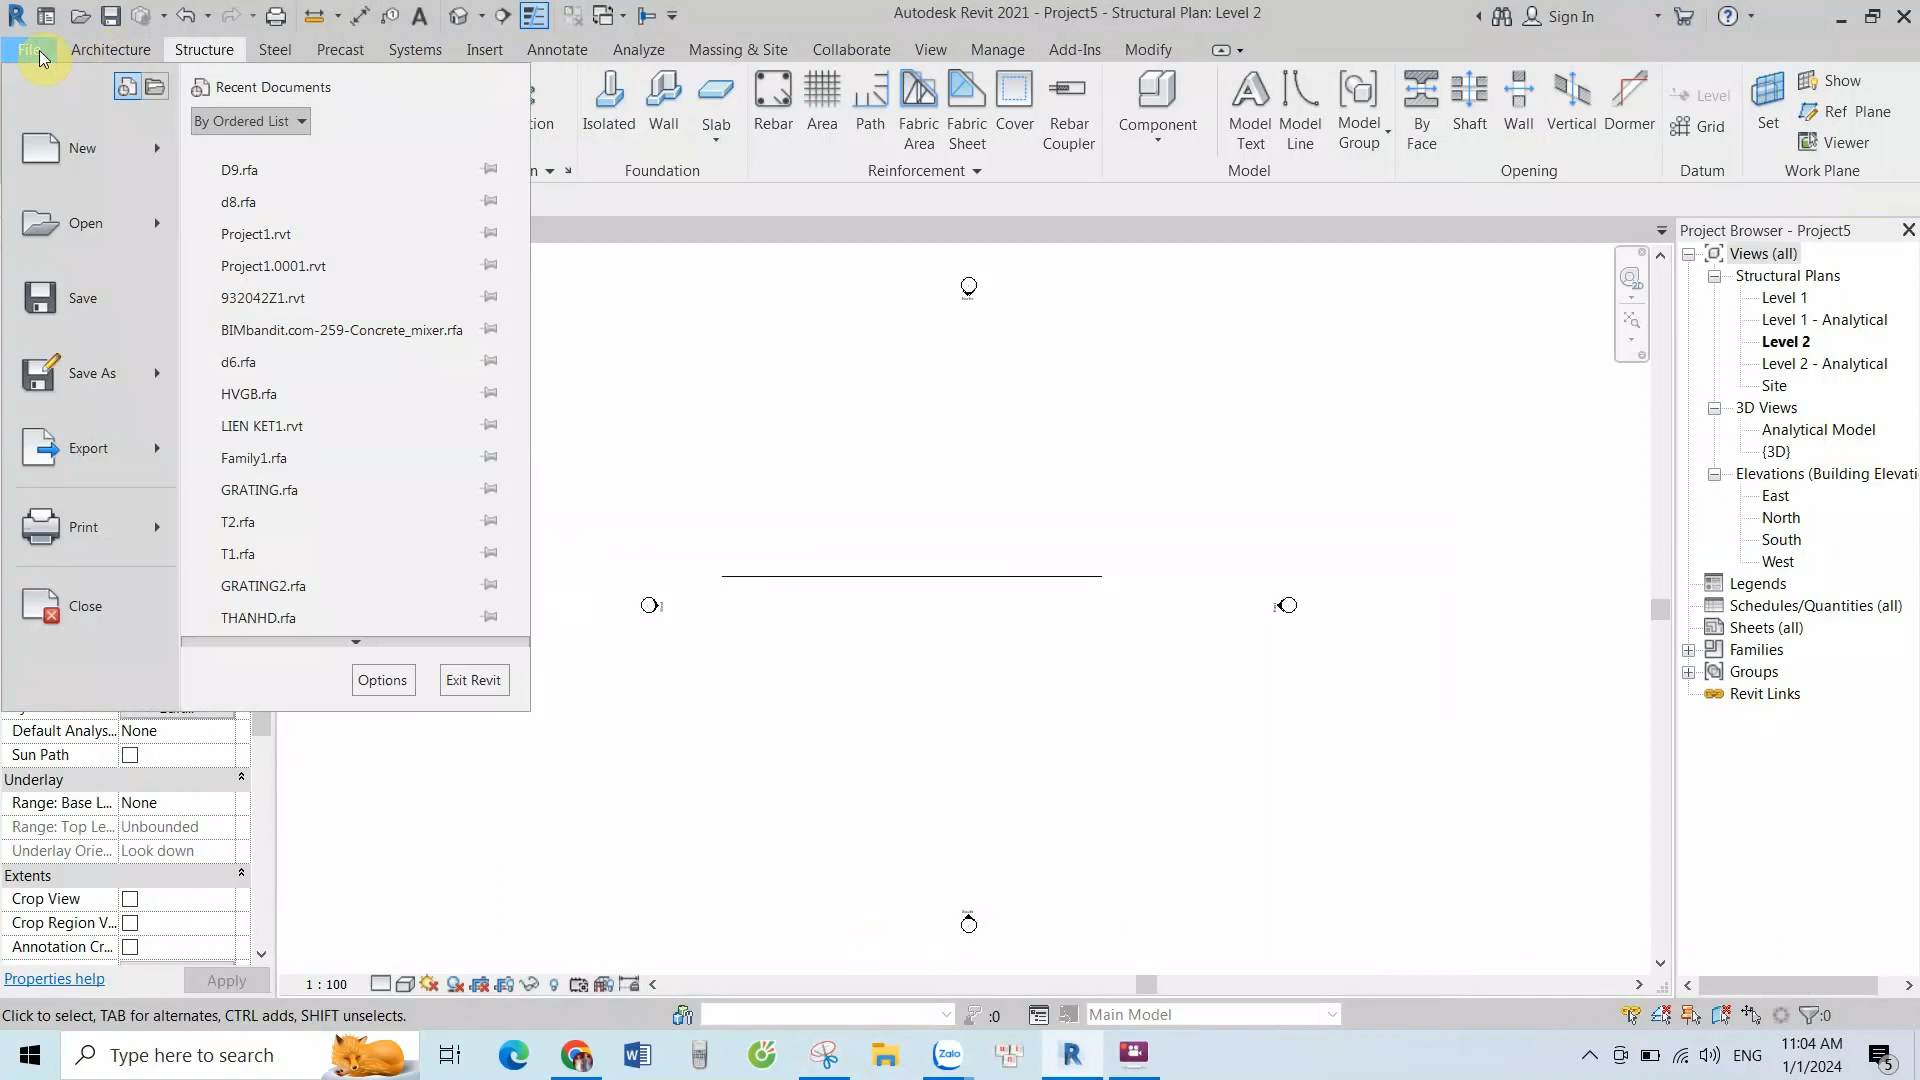 Autodesk Revit 2021 - Project5 - Structural Plan: Level 2
Sign In
File
Architecture
Structure
Steel
Precast
Systems
Insert
Annotate
Analyze
Massing & Site
Collaborate
View
Manage
Add-Ins
Modify
Recent Documents
By Ordered List
New
Open
Save
Save As
Export
Print
Close
D9.rfa
d8.rfa
Project1.rvt
Project1.0001.rvt
932042Z1.rvt
BIMbandit.com-259-Concrete_mixer.rfa
d6.rfa
HVGB.rfa
LIEN KET1.rvt
Family1.rfa
GRATING.rfa
T2.rfa
T1.rfa
GRATING2.rfa
THANHD.rfa
Options
Exit Revit
Isolated
Wall
Slab
Foundation
Rebar
Area
Path
Fabric Area
Fabric Sheet
Cover
Rebar Coupler
Reinforcement
Component
Model Text
Model Line
Model Group
Model
By Face
Shaft
Wall
Vertical
Dormer
Opening
Level
Grid
Datum
Set
Show
Ref Plane
Viewer
Work Plane
Project Browser - Project5
Views (all)
Structural Plans
Level 1
Level 1 - Analytical
Level 2
Level 2 - Analytical
Site
3D Views
Analytical Model
{3D}
Elevations (Building Elevati
East
North
South
West
Legends
Schedules/Quantities (all)
Sheets (all)
Families
Groups
Revit Links
Default Analys... None
Sun Path
Underlay
Range: Base L... None
Range: Top Le... Unbounded
Underlay Orie... Look down
Extents
Crop View
Crop Region V...
Annotation Cr...
Properties help
Apply
1 : 100
Click to select, TAB for alternates, CTRL adds, SHIFT unselects.
:0
Main Model
:0
Type here to search
Zalo
ENG
11:04 AM
1/1/2024
5